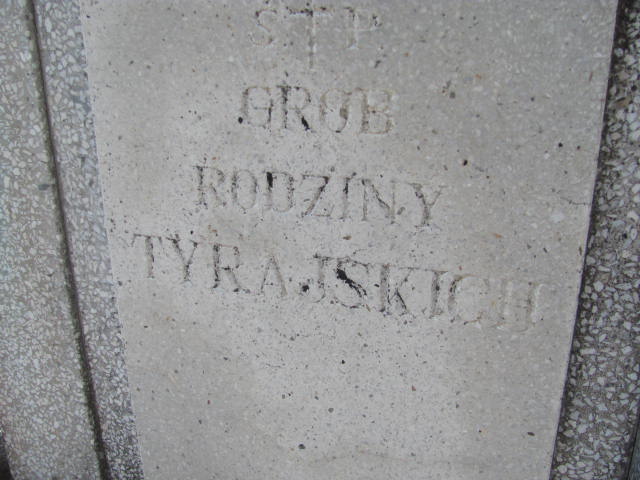 S T P
GRÓB
RODZINY
TYRAJSKICH